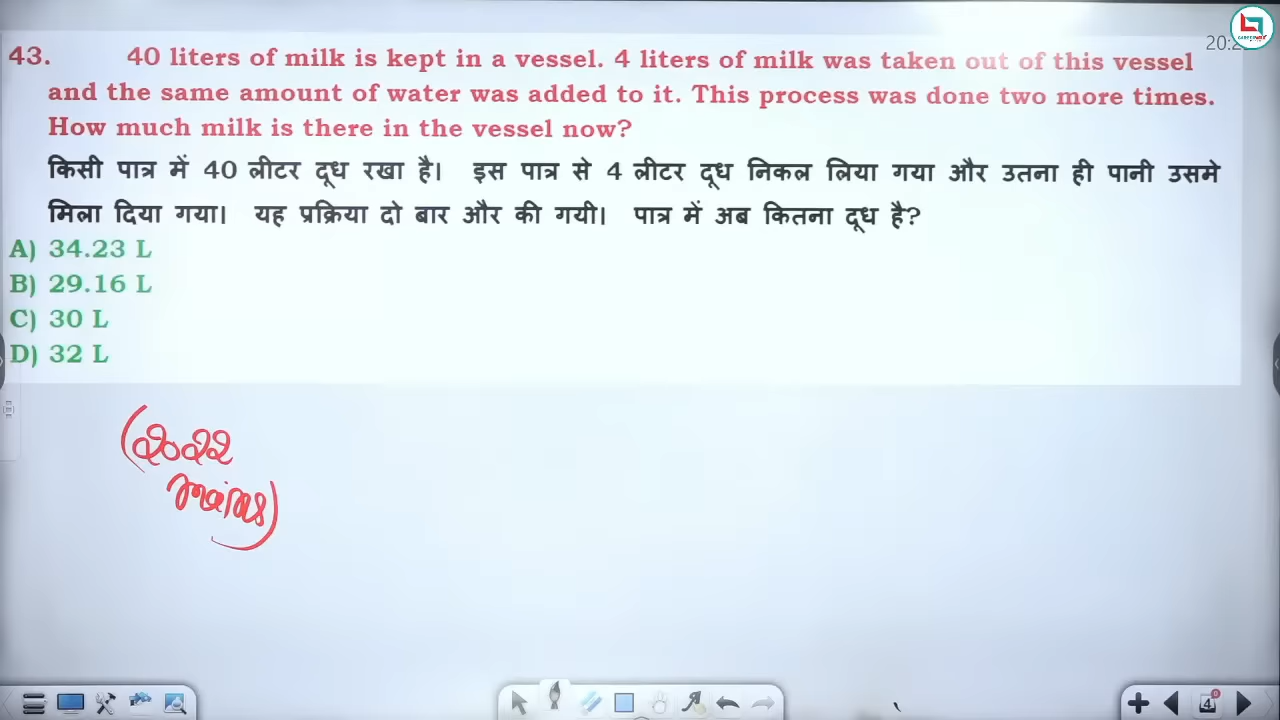 20:2
43. 40 liters of milk is kept in a vessel. 4 liters of milk was taken out of this vessel
and the same amount of water was added to it. This process was done two more times.
How much milk is there in the vessel now?
किसी पात्र में 40 लीटर दूध रखा है। इस पात्र से 4 लीटर दूध निकल लिया गया और उतना ही पानी उसमे
मिला दिया गया। यह प्रक्रिया दो बार और की गयी। पात्र में अब कितना दूध है?
A) 34.23 L
B) 29.16 L
C) 30 L
D) 32 L
(2022
mains)
4